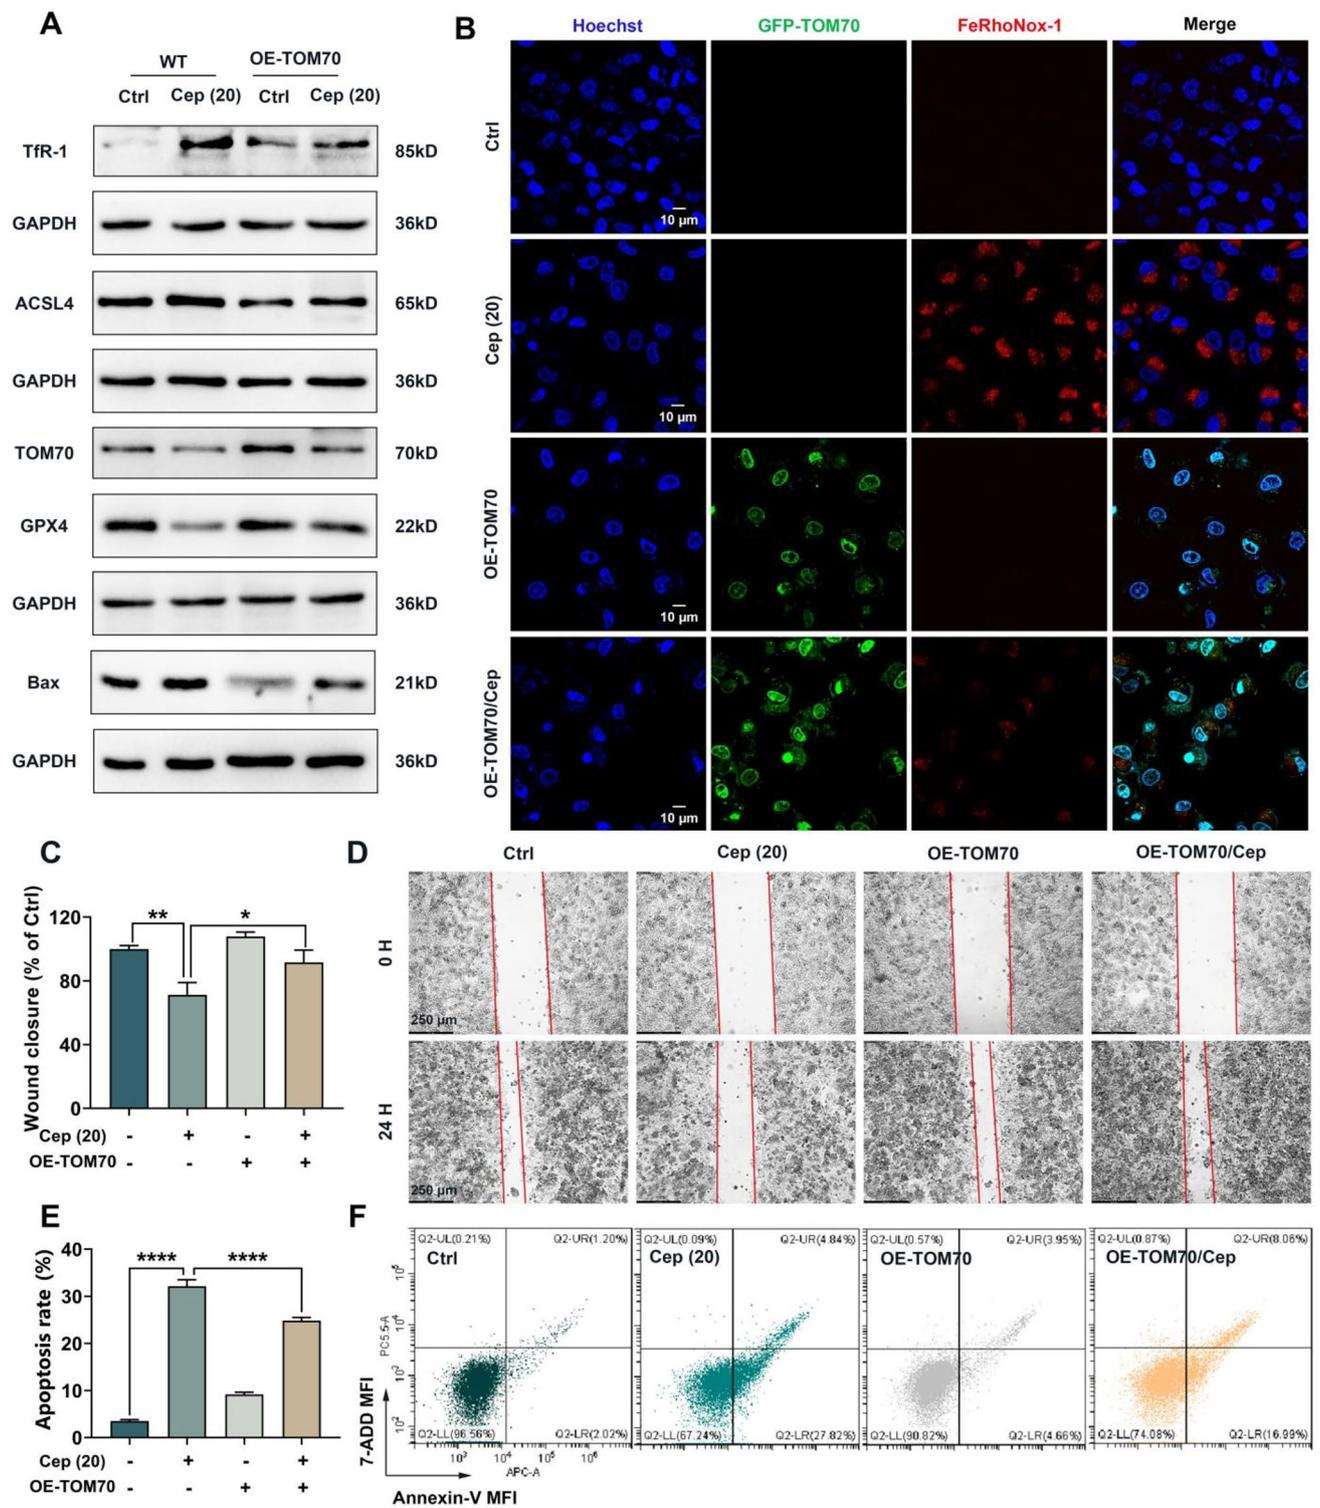 A
WT OE-TOM70
Ctrl Cep (20) Ctrl Cep (20)
TfR-1 85kD
GAPDH 36kD
ACSL4 65kD
GAPDH 36kD
TOM70 70kD
GPX4 22kD
GAPDH 36kD
Bax 21kD
GAPDH 36kD
B
Hoechst GFP-TOM70 FeRhoNox-1 Merge
Ctrl
10 µm
Cep (20)
10 µm
OE-TOM70
10 µm
OE-TOM70/Cep
10 µm
C
Wound closure (% of Ctrl)
120
80
40
0
** *
Cep (20) - + - +
OE-TOM70 - - + +
D
Ctrl Cep (20) OE-TOM70 OE-TOM70/Cep
0 H
250 µm
24 H
250 µm
E
Apoptosis rate (%)
40
30
20
10
0
**** ****
Cep (20) - + - +
OE-TOM70 - - + +
F
Q2-UL(0.21%) Q2-UR(1.20%) Q2-UL(0.09%) Q2-UR(4.84%) Q2-UL(0.57%) Q2-UR(3.95%) Q2-UL(0.87%) Q2-UR(8.06%)
Ctrl Cep (20) OE-TOM70 OE-TOM70/Cep
PC5.5-A
10⁵
10⁴
10³
10²
Q2-LL(96.56%) Q2-LR(2.02%) Q2-LL(67.24%) Q2-LR(27.82%) Q2-LL(90.82%) Q2-LR(4.66%) Q2-LL(74.08%) Q2-LR(16.99%)
10³ 10⁴ 10⁵ 10⁶
APC-A
7-ADD MFI
Annexin-V MFI